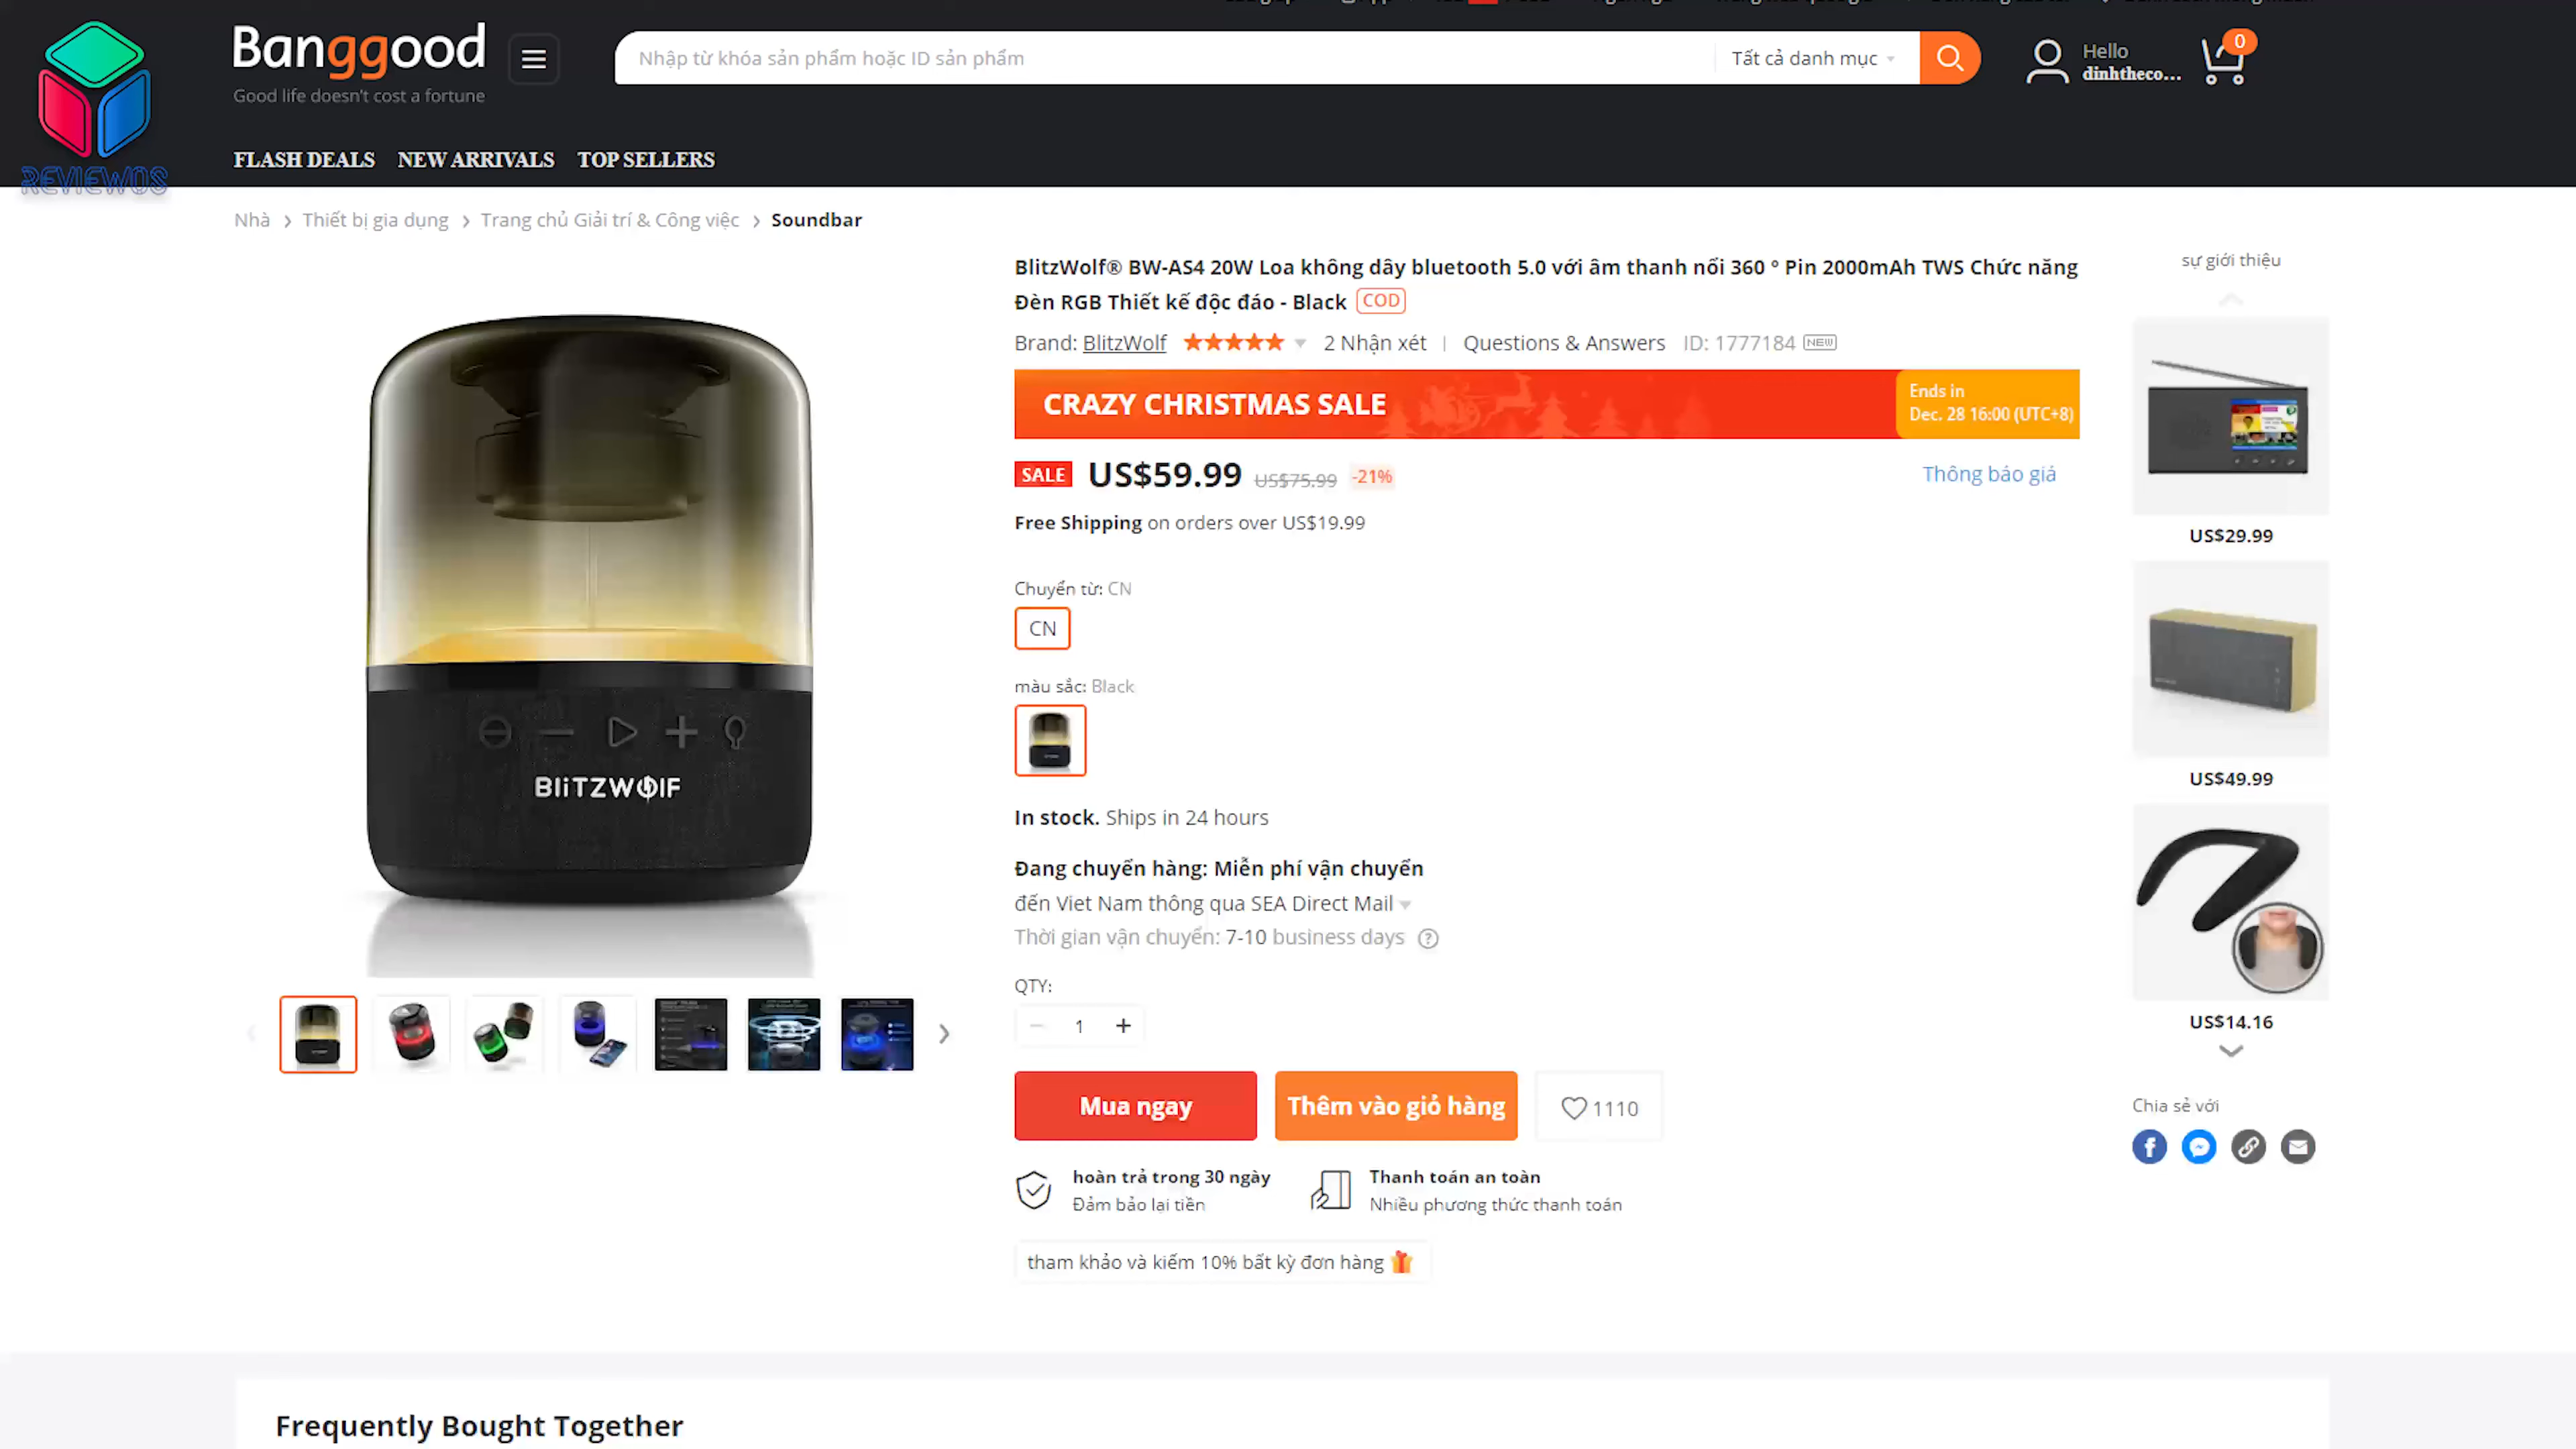 Banggood
Good life doesn't cost a fortune
Nhập từ khóa sản phẩm hoặc ID sản phẩm
Tất cả danh mục
Hello
dinhtheco...
0
FLASH DEALS NEW ARRIVALS TOP SELLERS
REVIEWOS
Nhà > Thiết bị gia dụng > Trang chủ Giải trí & Công việc > Soundbar
BlitzWolf® BW-AS4 20W Loa không dây bluetooth 5.0 với âm thanh nổi 360 ° Pin 2000mAh TWS Chức năng
Đèn RGB Thiết kế độc đáo - Black COD
Brand: BlitzWolf 2 Nhận xét | Questions & Answers ID: 1777184 NEW
CRAZY CHRISTMAS SALE
Ends in
Dec. 28 16:00 (UTC+8)
SALE US$59.99 US$75.99 -21%
Thông báo giá
Free Shipping on orders over US$19.99
Chuyển từ: CN
CN
màu sắc: Black
BLITZWOLF
In stock. Ships in 24 hours
Đang chuyển hàng: Miễn phí vận chuyển
đến Viet Nam thông qua SEA Direct Mail
Thời gian vận chuyển: 7-10 business days ?
QTY:
1
Mua ngay
Thêm vào giỏ hàng
1110
hoàn trả trong 30 ngày
Đảm bảo lại tiền
Thanh toán an toàn
Nhiều phương thức thanh toán
tham khảo và kiếm 10% bất kỳ đơn hàng
sự giới thiệu
US$29.99
US$49.99
US$14.16
Chia sẻ với
Frequently Bought Together